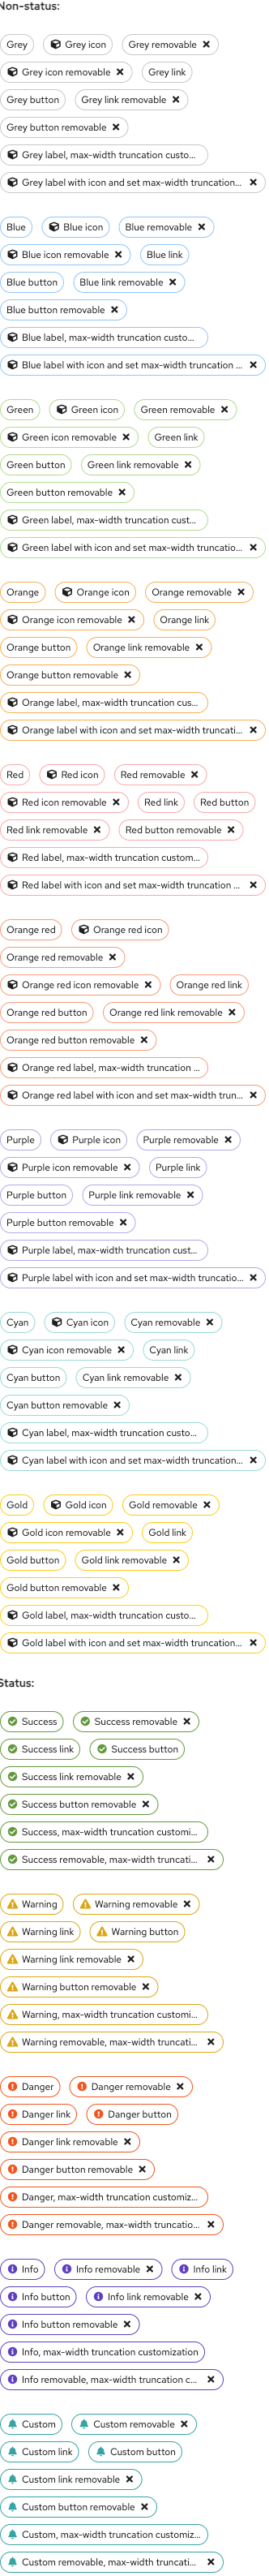 Non-status:
Grey Grey icon Grey removable
Grey icon removable Grey link
Grey button Grey link removable
Grey button removable
Grey label, max-width truncation custo...
Grey label with icon and set max-width truncation...
Blue Blue icon Blue removable
Blue icon removable Blue link
Blue button Blue link removable
Blue button removable
Blue label, max-width truncation custo...
Blue label with icon and set max-width truncation ...
Green Green icon Green removable
Green icon removable Green link
Green button Green link removable
Green button removable
Green label, max-width truncation cust...
Green label with icon and set max-width truncatio...
Orange Orange icon Orange removable
Orange icon removable Orange link
Orange button Orange link removable
Orange button removable
Orange label, max-width truncation cus...
Orange label with icon and set max-width truncati...
Red Red icon Red removable
Red icon removable Red link Red button
Red link removable Red button removable
Red label, max-width truncation custom...
Red label with icon and set max-width truncation ...
Orange red Orange red icon
Orange red removable
Orange red icon removable Orange red link
Orange red button Orange red link removable
Orange red button removable
Orange red label, max-width truncation ...
Orange red label with icon and set max-width trun...
Purple Purple icon Purple removable
Purple icon removable Purple link
Purple button Purple link removable
Purple button removable
Purple label, max-width truncation cust...
Purple label with icon and set max-width truncatio...
Cyan Cyan icon Cyan removable
Cyan icon removable Cyan link
Cyan button Cyan link removable
Cyan button removable
Cyan label, max-width truncation custo...
Cyan label with icon and set max-width truncation...
Gold Gold icon Gold removable
Gold icon removable Gold link
Gold button Gold link removable
Gold button removable
Gold label, max-width truncation custo...
Gold label with icon and set max-width truncation...
Status:
Success Success removable
Success link Success button
Success link removable
Success button removable
Success, max-width truncation customi...
Success removable, max-width truncati...
Warning Warning removable
Warning link Warning button
Warning link removable
Warning button removable
Warning, max-width truncation customi...
Warning removable, max-width truncati...
Danger Danger removable
Danger link Danger button
Danger link removable
Danger button removable
Danger, max-width truncation customiz...
Danger removable, max-width truncatio...
Info Info removable Info link
Info button Info link removable
Info button removable
Info, max-width truncation customization
Info removable, max-width truncation c...
Custom Custom removable
Custom link Custom button
Custom link removable
Custom button removable
Custom, max-width truncation customiz...
Custom removable, max-width truncati...